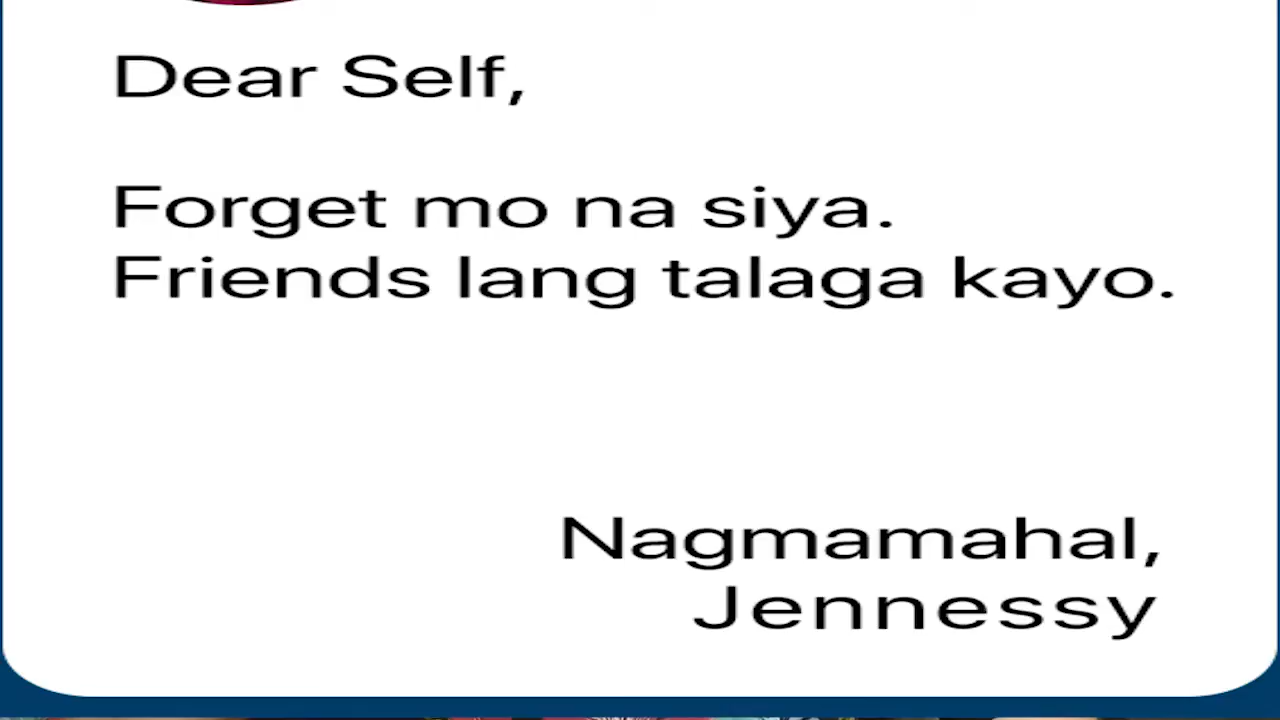 Dear Self,
Forget mo na siya.
Friends lang talaga kayo.
Nagmamahal,
Jennessy